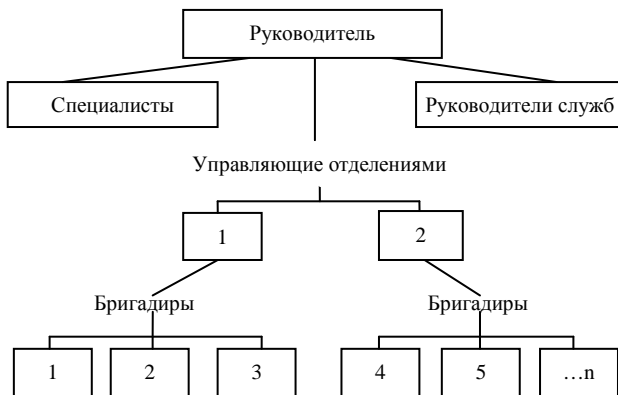 Руководитель
Специалисты
Руководители служб
Управляющие отделениями
1
2
Бригадиры
Бригадиры
1
2
3
4
5
…n